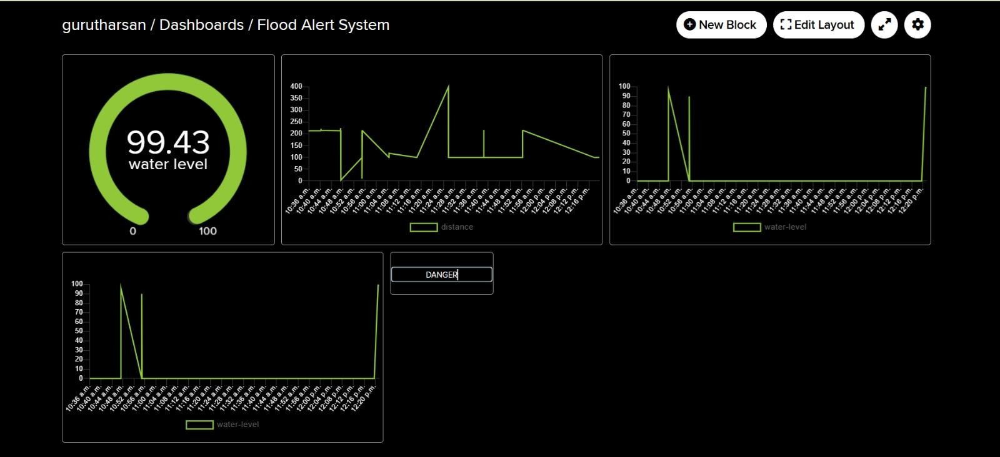 gurutharsan / Dashboards / Flood Alert System
New Block
Edit Layout
99.43
water level
0
100
400
350
300
250
200
150
100
50
0
10:36 a.m.
10:40 a.m.
10:44 a.m.
10:48 a.m.
10:52 a.m.
10:56 a.m.
11:00 a.m.
11:04 a.m.
11:08 a.m.
11:12 a.m.
11:16 a.m.
11:20 a.m.
11:24 a.m.
11:28 a.m.
11:32 a.m.
11:36 a.m.
11:40 a.m.
11:44 a.m.
11:48 a.m.
11:52 a.m.
11:56 a.m.
12:00 p.m.
12:04 p.m.
12:08 p.m.
12:12 p.m.
12:16 p.m.
distance
100
90
80
70
60
50
40
30
20
10
0
10:36 a.m.
10:40 a.m.
10:44 a.m.
10:48 a.m.
10:52 a.m.
10:56 a.m.
11:00 a.m.
11:04 a.m.
11:08 a.m.
11:12 a.m.
11:16 a.m.
11:20 a.m.
11:24 a.m.
11:28 a.m.
11:32 a.m.
11:36 a.m.
11:40 a.m.
11:44 a.m.
11:48 a.m.
11:52 a.m.
11:56 a.m.
12:00 p.m.
12:04 p.m.
12:08 p.m.
12:12 p.m.
12:16 p.m.
12:20 p.m.
water-level
100
90
80
70
60
50
40
30
20
10
0
10:36 a.m.
10:40 a.m.
10:44 a.m.
10:48 a.m.
10:52 a.m.
10:56 a.m.
11:00 a.m.
11:04 a.m.
11:08 a.m.
11:12 a.m.
11:16 a.m.
11:20 a.m.
11:24 a.m.
11:28 a.m.
11:32 a.m.
11:36 a.m.
11:40 a.m.
11:44 a.m.
11:48 a.m.
11:52 a.m.
11:56 a.m.
12:00 p.m.
12:04 p.m.
12:08 p.m.
12:12 p.m.
12:16 p.m.
12:20 p.m.
water-level
DANGER